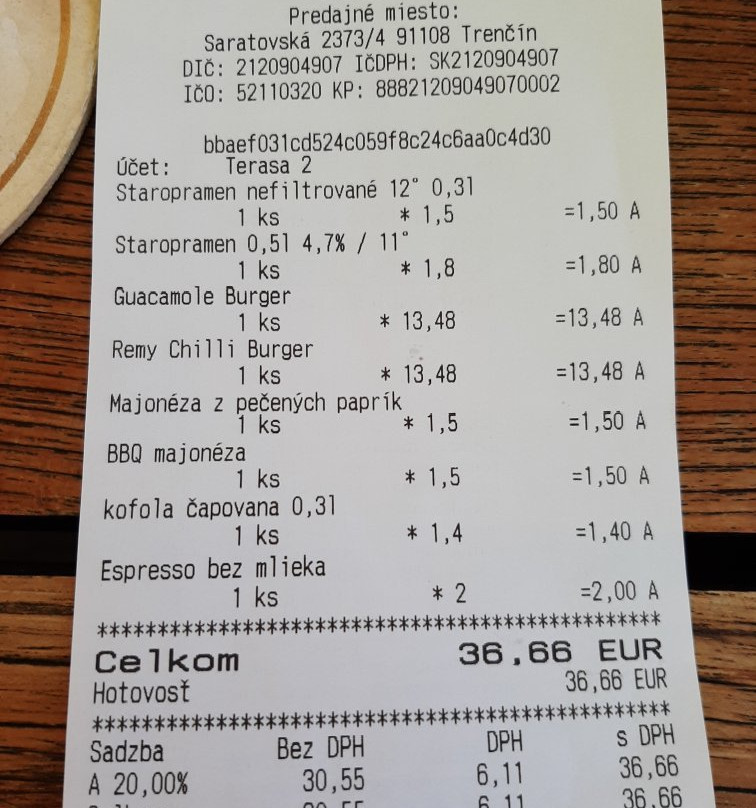 Predajné miesto:
Saratovská 2373/4 91108 Trenčín
DIČ: 2120904907 IČDPH: SK2120904907
IČO: 52110320 KP: 88821209049070002
bbaef031cd524c059f8c24c6aa0c4d30
Účet: Terasa 2
Staropramen nefiltrované 12° 0,3l
1 ks * 1,5 =1,50 A
Staropramen 0,5l 4,7% / 11°
1 ks * 1,8 =1,80 A
Guacamole Burger
1 ks * 13,48 =13,48 A
Remy Chilli Burger
1 ks * 13,48 =13,48 A
Majonéza z pečených paprík
1 ks * 1,5 =1,50 A
BBQ majonéza
1 ks * 1,5 =1,50 A
kofola čapovana 0,3l
1 ks * 1,4 =1,40 A
Espresso bez mlieka
1 ks * 2 =2,00 A
************************************************
Celkom 36,66 EUR
Hotovosť 36,66 EUR
************************************************
Sadzba Bez DPH DPH s DPH
A 20,00% 30,55 6,11 36,66
6,11 36,66